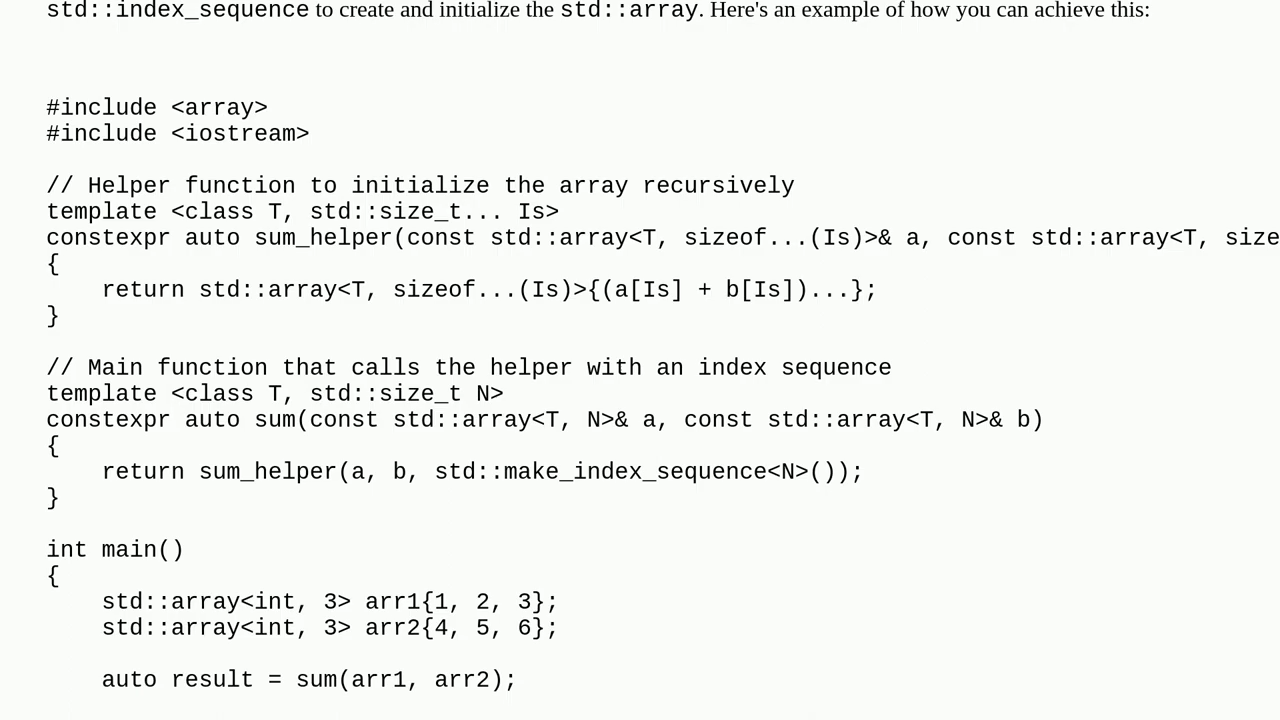 std::index_sequence to create and initialize the std::array. Here's an example of how you can achieve this:
#include <array>
#include <iostream>
// Helper function to initialize the array recursively
template <class T, std::size_t... Is>
constexpr auto sum_helper(const std::array<T, sizeof...(Is)>& a, const std::array<T, size
{
    return std::array<T, sizeof...(Is)>{(a[Is] + b[Is])...};
}
// Main function that calls the helper with an index sequence
template <class T, std::size_t N>
constexpr auto sum(const std::array<T, N>& a, const std::array<T, N>& b)
{
    return sum_helper(a, b, std::make_index_sequence<N>());
}
int main()
{
    std::array<int, 3> arr1{1, 2, 3};
    std::array<int, 3> arr2{4, 5, 6};
    auto result = sum(arr1, arr2);